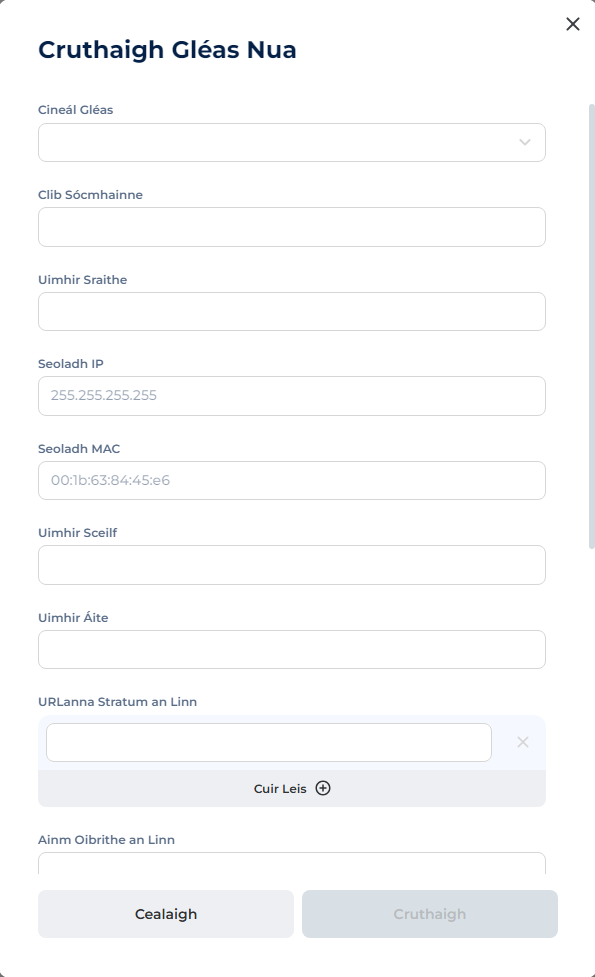 Cruthaigh Gléas Nua
Cineál Gléas
Clib Sócmhainne
Uimhir Sraithe
Seoladh IP
255.255.255.255
Seoladh MAC
00:1b:63:84:45:e6
Uimhir Sceilf
Uimhir Áite
URLanna Stratum an Linn
Cuir Leis
Ainm Oibrithe an Linn
Cealaigh
Cruthaigh